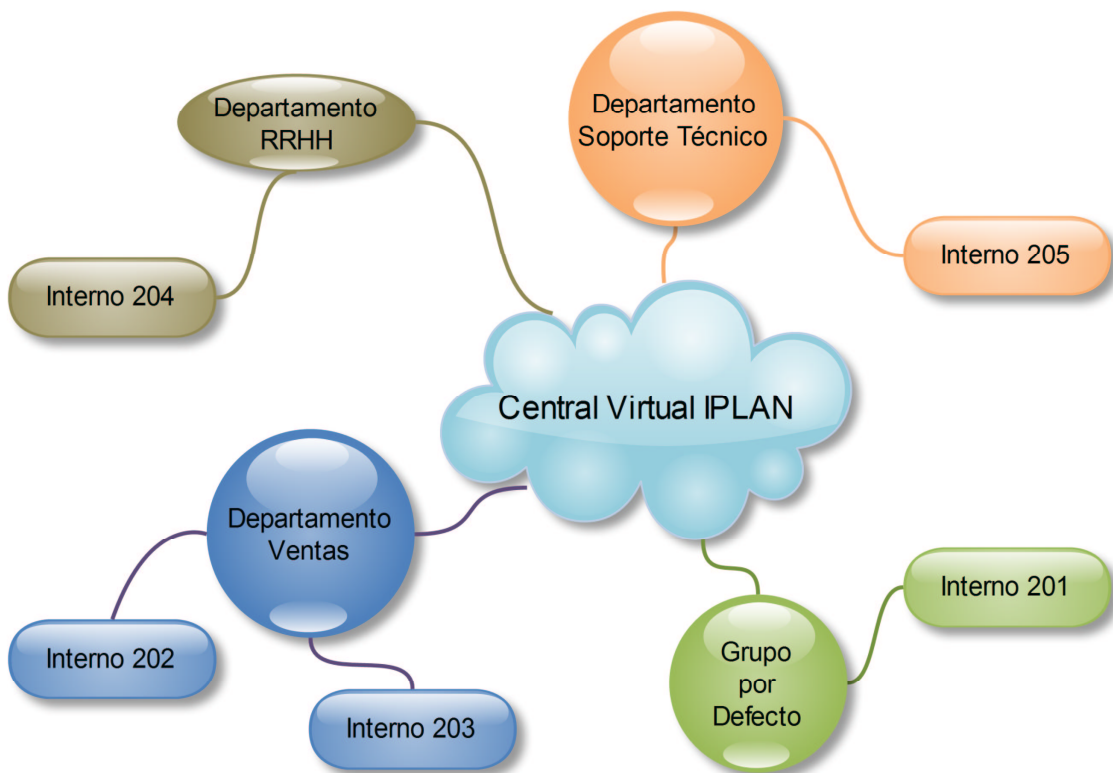 Departamento
RRHH
Departamento
Soporte Técnico
Interno 204
Interno 205
Central Virtual IPLAN
Departamento
Ventas
Interno 202
Interno 203
Interno 201
Grupo
por
Defecto